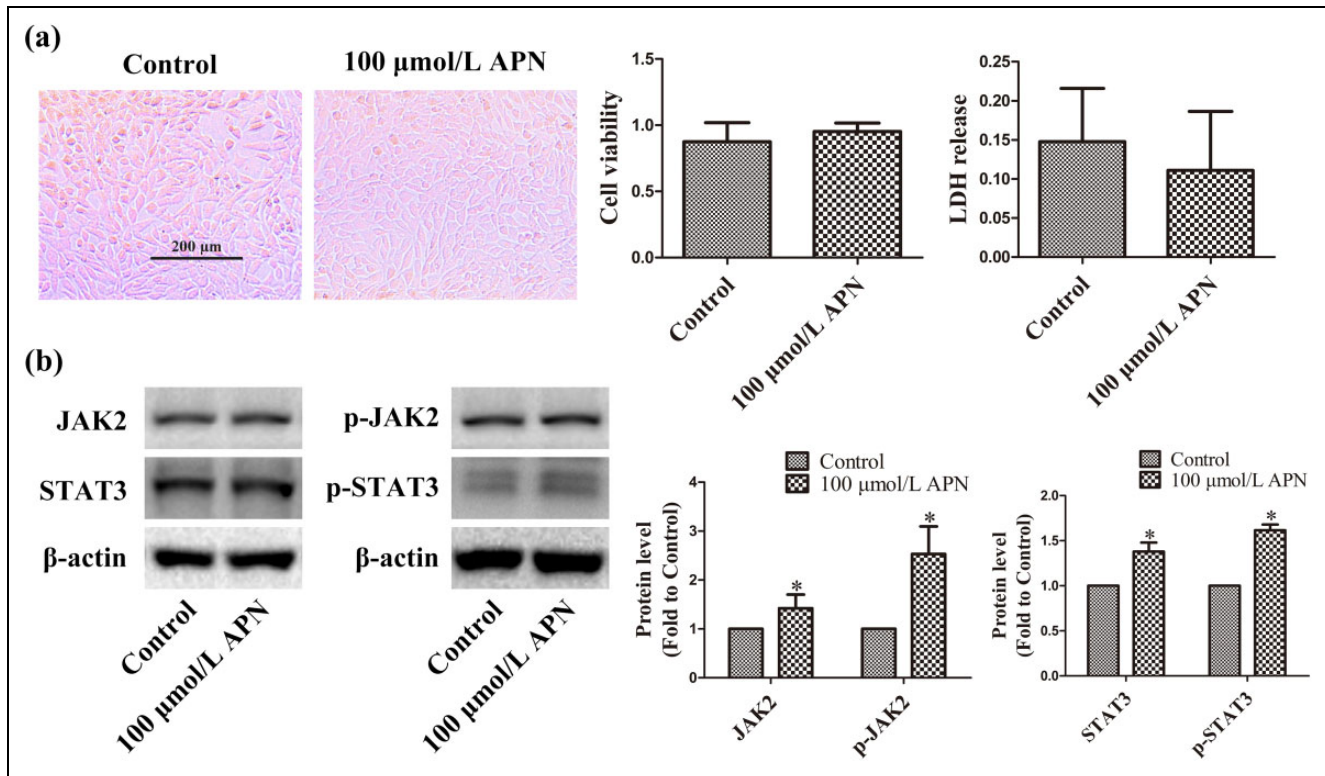 (a)
Control
100 μmol/L APN
200 μm
Cell viability
1.5
1.0
0.5
0.0
Control
100 μmol/L APN
LDH release
0.25
0.20
0.15
0.10
0.05
0.00
Control
100 μmol/L APN
(b)
JAK2
STAT3
β-actin
Control
100 μmol/L APN
p-JAK2
p-STAT3
β-actin
Control
100 μmol/L APN
Control
100 μmol/L APN
Protein level
(Fold to Control)
4
3
2
1
0
*
*
JAK2
p-JAK2
Control
100 μmol/L APN
Protein level
(Fold to Control)
2.0
1.5
1.0
0.5
0.0
*
*
STAT3
p-STAT3